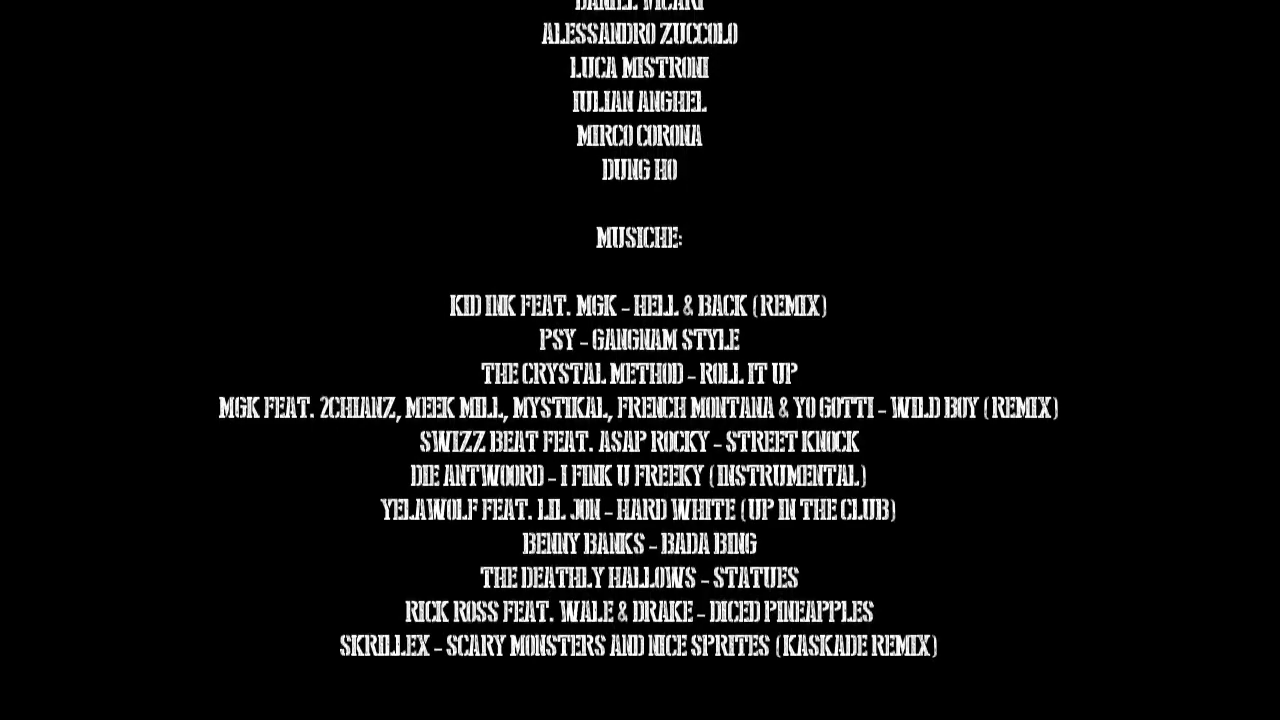 ALESSANDRO ZUCCOLO
LUCA MISTRONI
IULIAN ANGHEL
MIRCO CORONA
DUNG HO
MUSICHE:
KID INK FEAT. MGK - HELL & BACK (REMIX)
PSY - GANGNAM STYLE
THE CRYSTAL METHOD - ROLL IT UP
MGK FEAT. 2CHIANZ, MEEK MILL, MYSTIKAL, FRENCH MONTANA & YO GOTTI - WILD BOY (REMIX)
SWIZZ BEAT FEAT. ASAP ROCKY - STREET KNOCK
DIE ANTWOORD - I FINK U FREEKY (INSTRUMENTAL)
YELAWOLF FEAT. LIL JON - HARD WHITE (UP IN THE CLUB)
BENNY BANKS - BADA BING
THE DEATHLY HALLOWS - STATUES
RICK ROSS FEAT. WALE & DRAKE - DICED PINEAPPLES
SKRILLEX - SCARY MONSTERS AND NICE SPRITES (KASKADE REMIX)